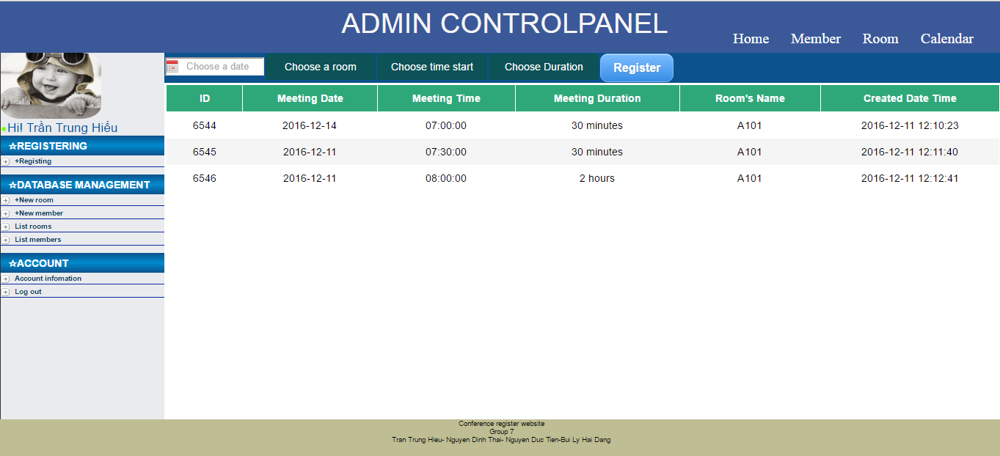 ADMIN CONTROLPANEL
Home Member Room Calendar
Hi! Trần Trung Hiếu
☆REGISTERING
+Registing
☆DATABASE MANAGEMENT
+New room
+New member
List rooms
List members
☆ACCOUNT
Account infomation
Log out
Choose a date Choose a room Choose time start Choose Duration Register
ID Meeting Date Meeting Time Meeting Duration Room's Name Created Date Time
6544 2016-12-14 07:00:00 30 minutes A101 2016-12-11 12:10:23
6545 2016-12-11 07:30:00 30 minutes A101 2016-12-11 12:11:40
6546 2016-12-11 08:00:00 2 hours A101 2016-12-11 12:12:41
Conference register website
Group 7
Tran Trung Hieu- Nguyen Dinh Thai- Nguyen Duc Tien-Bui Ly Hai Dang